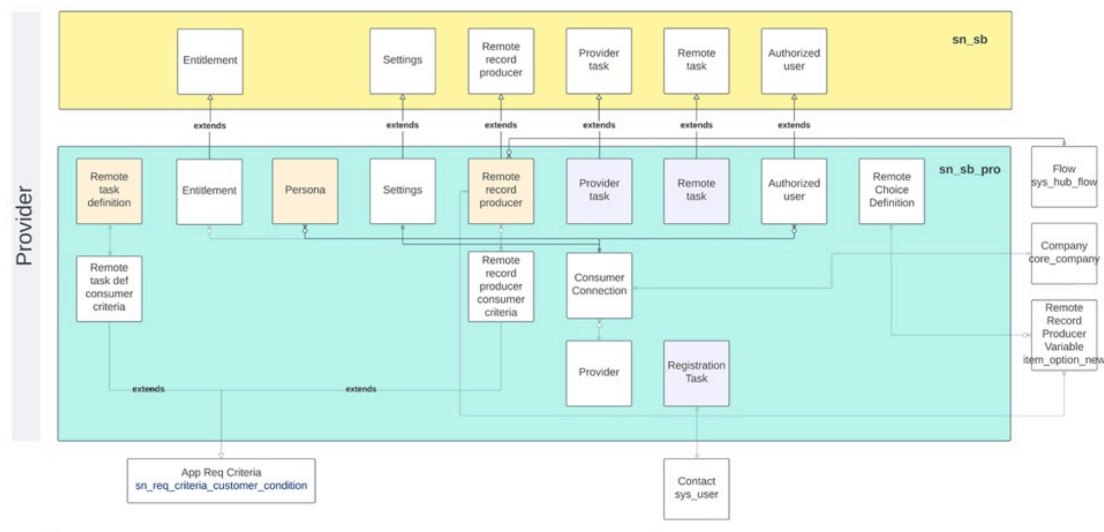 Provider
sn_sb
Entitlement
Settings
Remote
record
producer
Provider
task
Remote
task
Authorized
user
extends
extends
extends
extends
extends
extends
sn_sb_pro
Remote
task
definition
Entitlement
Persona
Settings
Remote
record
producer
Provider
task
Remote
task
Authorized
user
Remote
Choice
Definition
Flow
sys_hub_flow
Company
core_company
Remote
task def
consumer
criteria
Remote
record
producer
consumer
criteria
Consumer
Connection
Remote
Record
Producer
Variable
item_option_new
Provider
Registration
Task
extends
extends
App Req Criteria
sn_req_criteria_customer_condition
Contact
sys_user